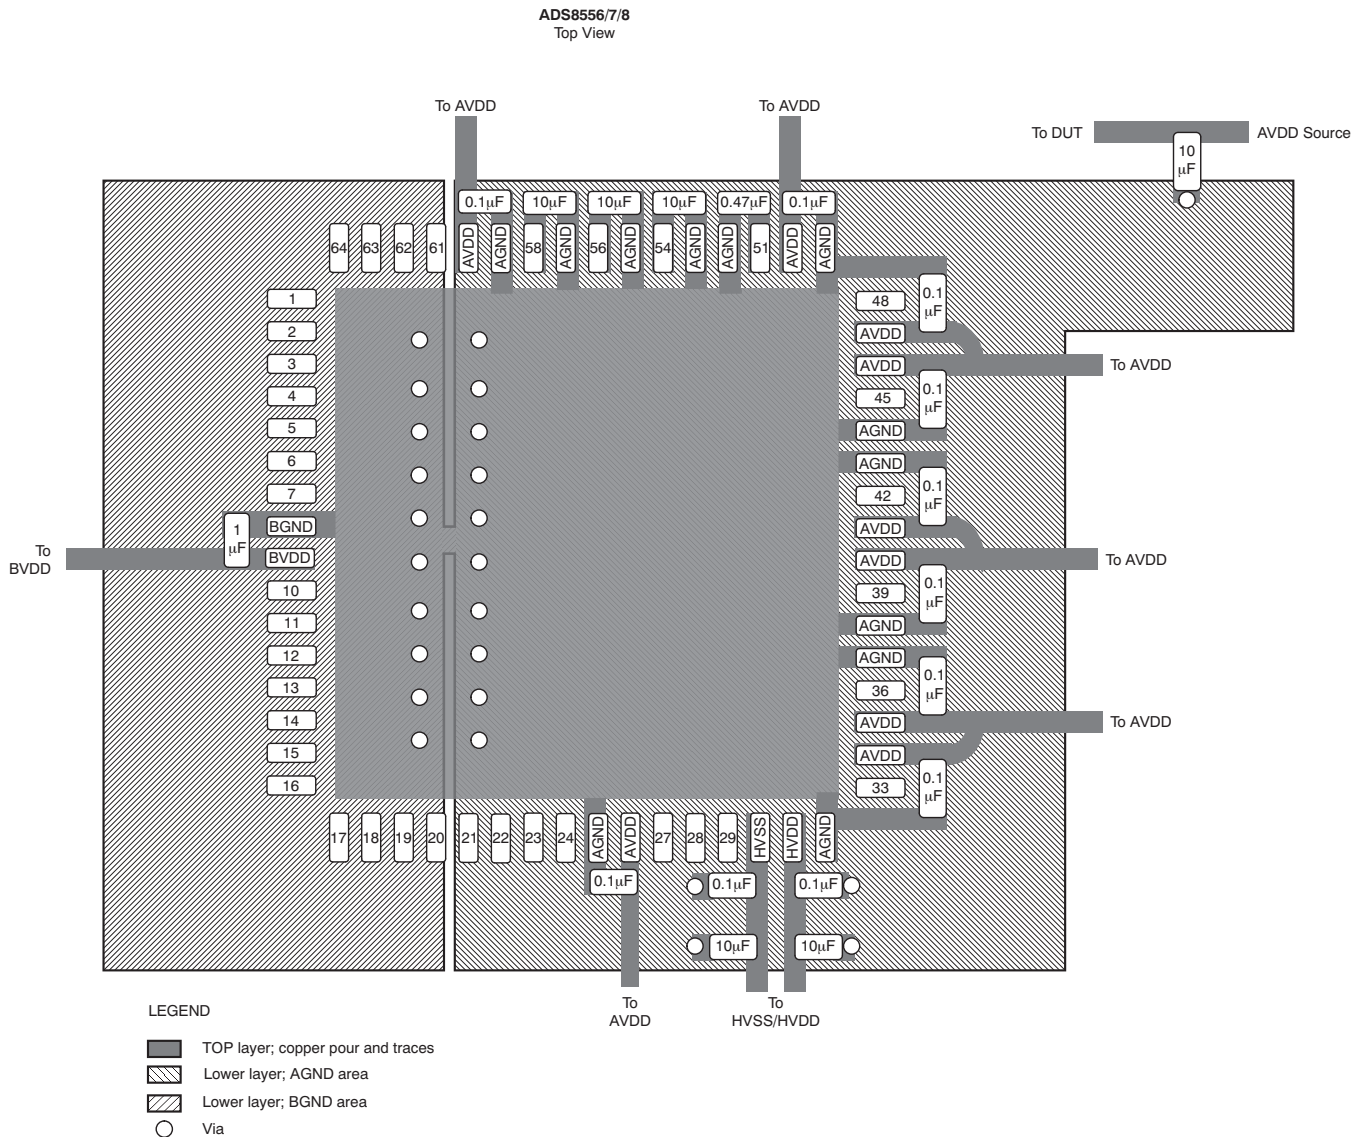 ADS8556/7/8
Top View
To AVDD
To AVDD
To DUT
AVDD Source
10
μF
0.1μF
10μF
10μF
10μF
0.47μF
0.1μF
64
63
62
61
AVDD
AGND
58
AGND
56
AGND
54
AGND
AGND
51
AVDD
AGND
1
2
3
4
5
6
7
BGND
BVDD
10
11
12
13
14
15
16
1
μF
To
BVDD
48
AVDD
AVDD
45
AGND
AGND
42
AVDD
AVDD
39
AGND
AGND
36
AVDD
AVDD
33
0.1
μF
0.1
μF
0.1
μF
0.1
μF
0.1
μF
0.1
μF
To AVDD
To AVDD
To AVDD
17
18
19
20
21
22
23
24
AGND
AVDD
27
28
29
HVSS
HVDD
AGND
0.1μF
0.1μF
0.1μF
10μF
10μF
To
AVDD
To
HVSS/HVDD
LEGEND
TOP layer; copper pour and traces
Lower layer; AGND area
Lower layer; BGND area
Via